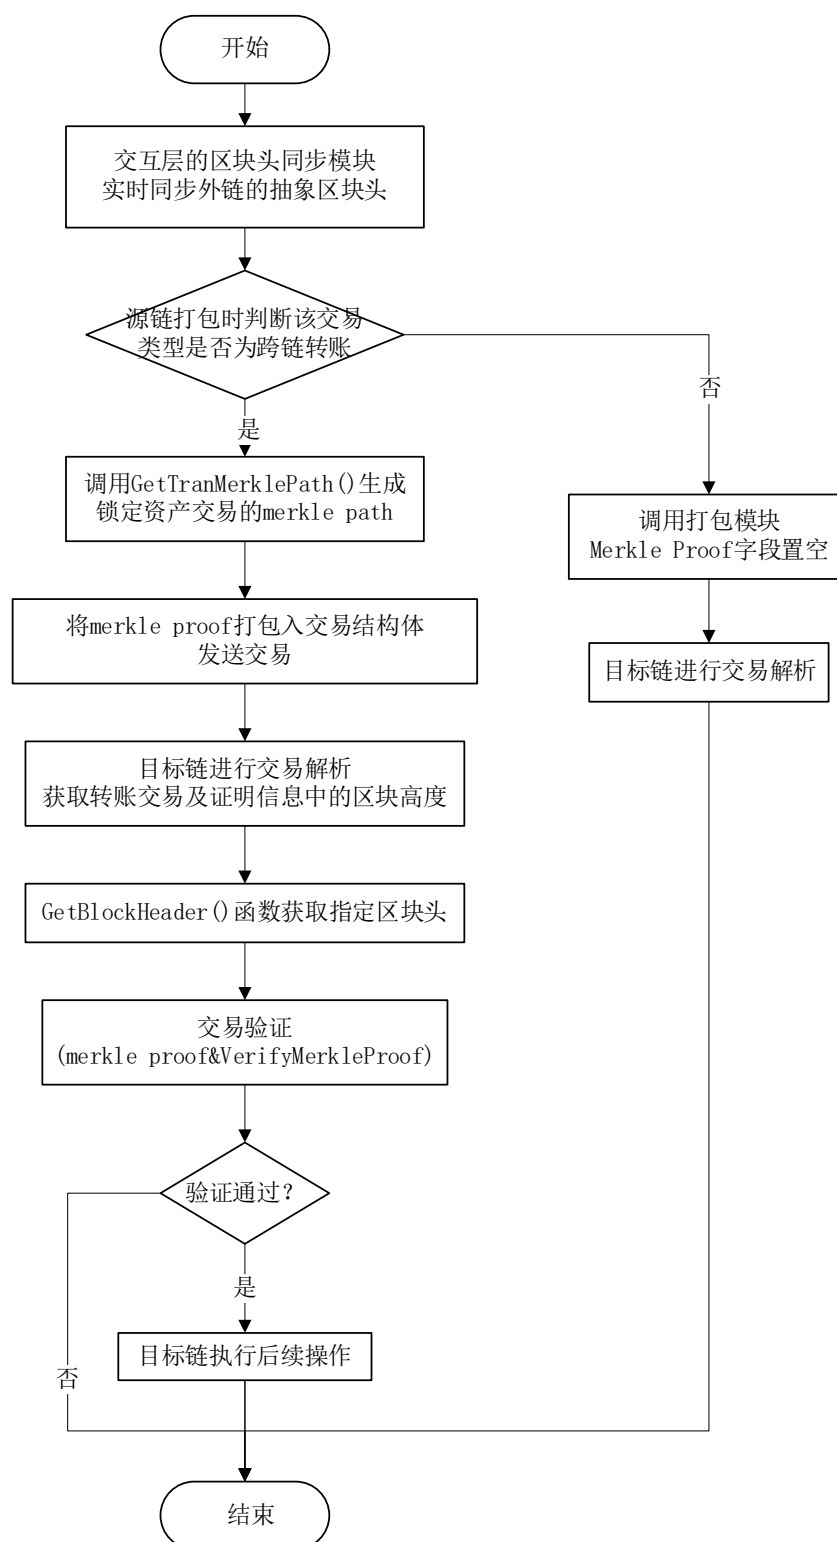 开始
交互层的区块头同步模块
实时同步外链的抽象区块头
源链打包时判断该交易
类型是否为跨链转账
否
是
调用GetTranMerklePath()生成
锁定资产交易的merkle path
调用打包模块
Merkle Proof字段置空
将merkle proof打包入交易结构体
发送交易
目标链进行交易解析
目标链进行交易解析
获取转账交易及证明信息中的区块高度
GetBlockHeader()函数获取指定区块头
交易验证
(merkle proof&VerifyMerkleProof)
验证通过?
是
目标链执行后续操作
否
结束